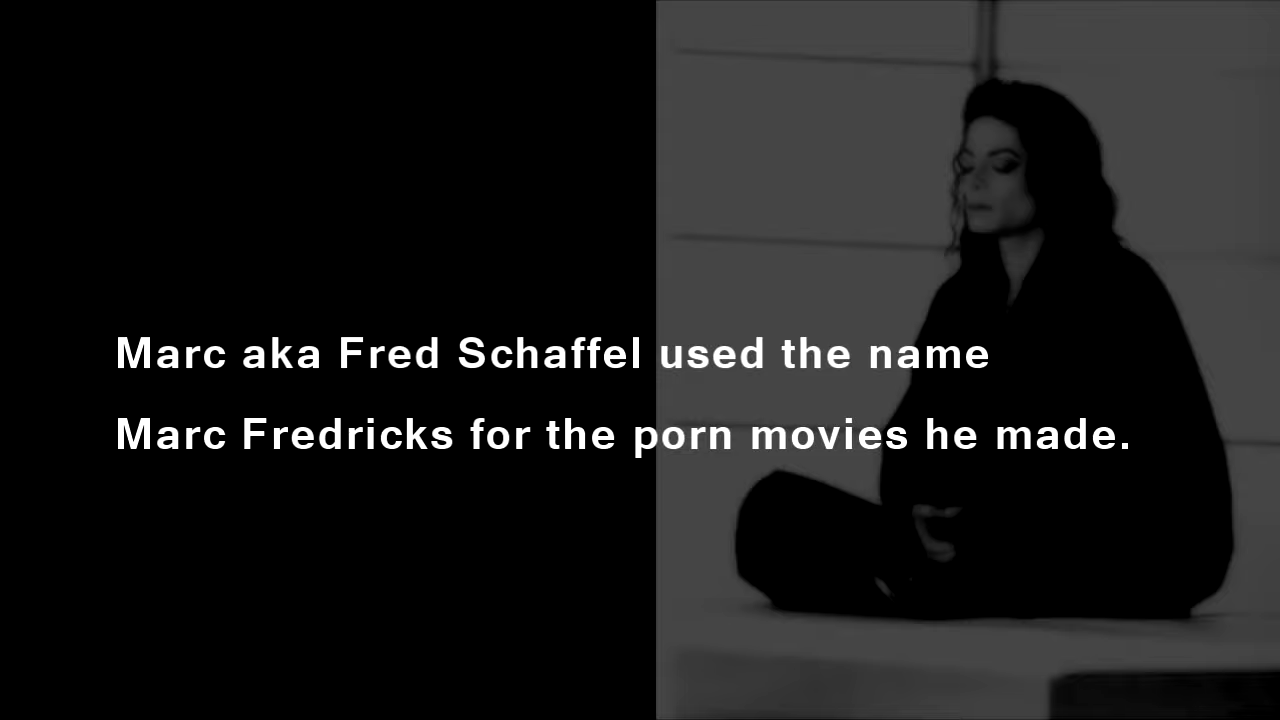 Marc aka Fred Schaffel used the name
Marc Fredricks for the porn movies he made.